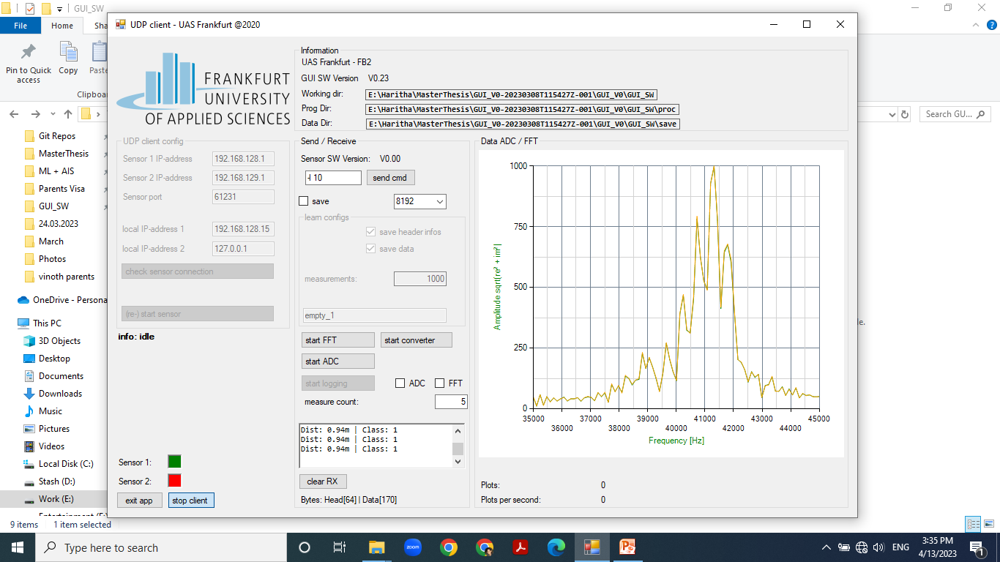 GUI_SW
File
Home
Sha
Pin to Quick
access
Copy
Paste
Clipboa
Search GU...
Git Repos
MasterThesis
ML + AIS
Parents Visa
GUI_SW
24.03.2023
March
Photos
vinoth parents
OneDrive - Persona
This PC
3D Objects
Desktop
Documents
Downloads
Music
Pictures
Videos
Local Disk (C:)
Stash (D:)
Work (E:)
9 items 1 item selected
UDP client - UAS Frankfurt @2020
FRANKFURT
UNIVERSITY
OF APPLIED SCIENCES
Information
UAS Frankfurt - FB2
GUI SW Version V0.23
Working dir: E:\Haritha\MasterThesis\GUI_V0-20230308T115427Z-001\GUI_V0\GUI_SW
Prog Dir: E:\Haritha\MasterThesis\GUI_V0-20230308T115427Z-001\GUI_V0\GUI_SW\proc
Data Dir: E:\Haritha\MasterThesis\GUI_V0-20230308T115427Z-001\GUI_V0\GUI_SW\save
UDP client config
Sensor 1 IP-address 192.168.128.1
Sensor 2 IP-address 192.168.129.1
Sensor port 61231
local IP-address 1 192.168.128.15
local IP-address 2 127.0.0.1
check sensor connection
(re-) start sensor
info: idle
Sensor 1:
Sensor 2:
exit app stop client
Send / Receive
Sensor SW Version: V0.00
10 send cmd
save 8192
learn configs
save header infos
save data
measurements: 1000
empty_1
start FFT start converter
start ADC
start logging ADC FFT
measure count: 5
Dist: 0.94m | Class: 1
Dist: 0.94m | Class: 1
Dist: 0.94m | Class: 1
clear RX
Bytes: Head[64] | Data[170]
Data ADC / FFT
1000
750
500
250
0
Amplitude sqrt[re² + im²]
35000 37000 39000 41000 43000 45000
36000 38000 40000 42000 44000
Frequency [Hz]
Plots: 0
Plots per second: 0
Type here to search
zoom
ENG
3:35 PM
4/13/2023
1